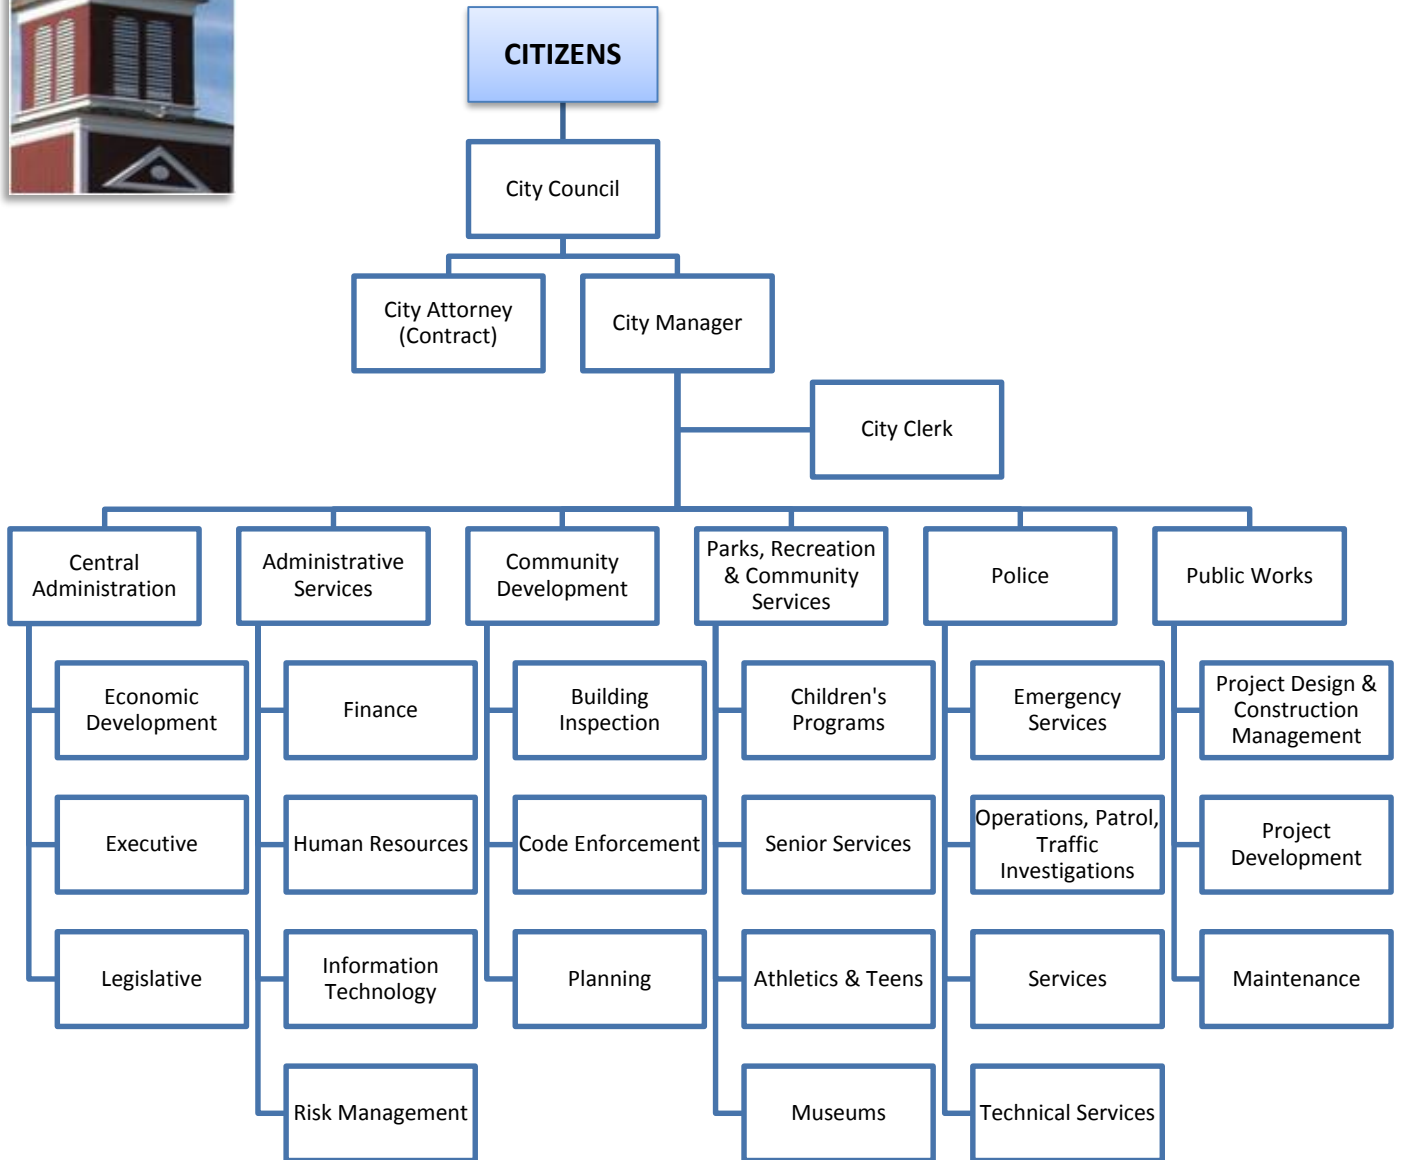 CITIZENS
City Council
City Attorney
(Contract)
City Manager
City Clerk
Central
Administration
Administrative
Services
Community
Development
Parks, Recreation
& Community
Services
Police
Public Works
Economic
Development
Finance
Building
Inspection
Children's
Programs
Emergency
Services
Project Design &
Construction
Management
Executive
Human Resources
Code Enforcement
Senior Services
Operations, Patrol,
Traffic
Investigations
Project
Development
Legislative
Information
Technology
Planning
Athletics & Teens
Services
Maintenance
Risk Management
Museums
Technical Services